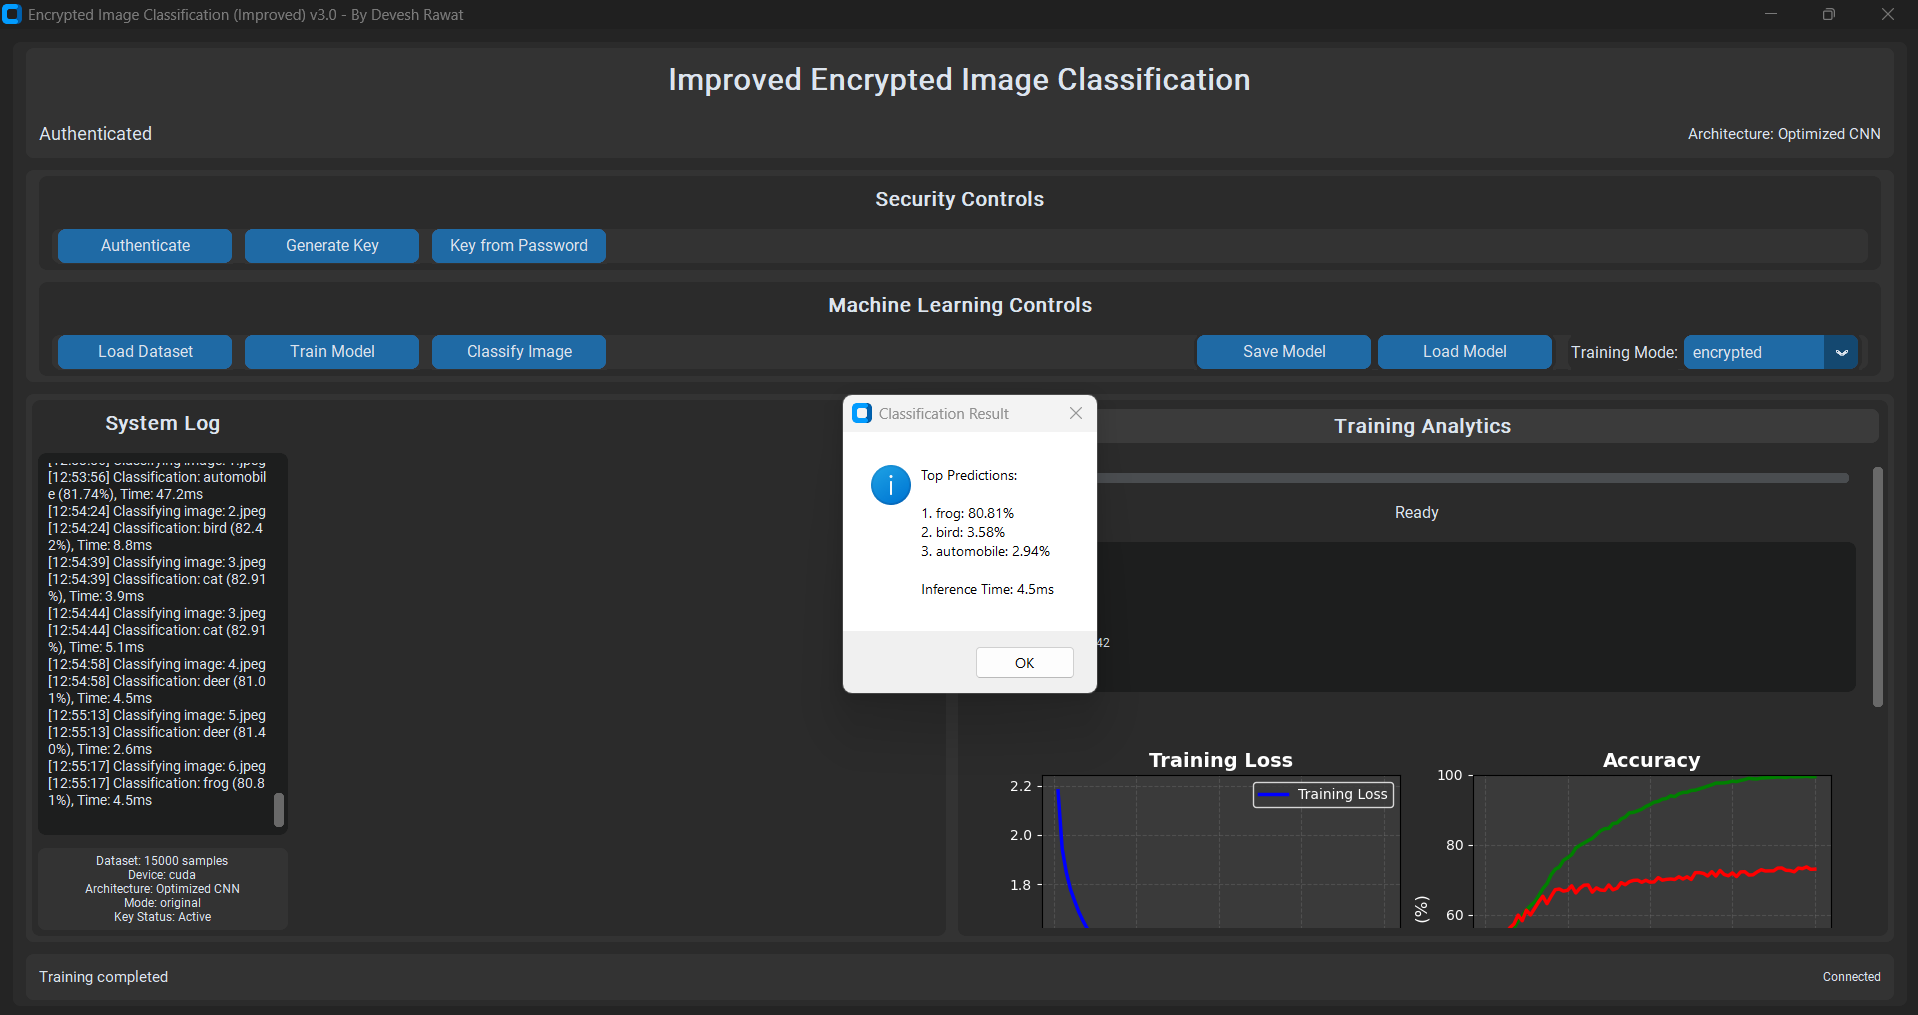 Encrypted Image Classification (Improved) v3.0 - By Devesh Rawat
Improved Encrypted Image Classification
Authenticated
Architecture: Optimized CNN
Security Controls
Authenticate
Generate Key
Key from Password
Machine Learning Controls
Load Dataset
Train Model
Classify Image
Save Model
Load Model
Training Mode:
encrypted
System Log
[12:53:56] Classification: automobil
e (81.74%), Time: 47.2ms
[12:54:24] Classifying image: 2.jpeg
[12:54:24] Classification: bird (82.4
2%), Time: 8.8ms
[12:54:39] Classifying image: 3.jpeg
[12:54:39] Classification: cat (82.91
%), Time: 3.9ms
[12:54:44] Classifying image: 3.jpeg
[12:54:44] Classification: cat (82.91
%), Time: 5.1ms
[12:54:58] Classifying image: 4.jpeg
[12:54:58] Classification: deer (81.0
1%), Time: 4.5ms
[12:55:13] Classifying image: 5.jpeg
[12:55:13] Classification: deer (81.4
0%), Time: 2.6ms
[12:55:17] Classifying image: 6.jpeg
[12:55:17] Classification: frog (80.8
1%), Time: 4.5ms
Dataset: 15000 samples
Device: cuda
Architecture: Optimized CNN
Mode: original
Key Status: Active
Classification Result
Top Predictions:
1. frog: 80.81%
2. bird: 3.58%
3. automobile: 2.94%
Inference Time: 4.5ms
OK
Training Analytics
Ready
42
Training Loss
2.2
2.0
1.8
Training Loss
Accuracy
100
80
60
(%)
Training completed
Connected